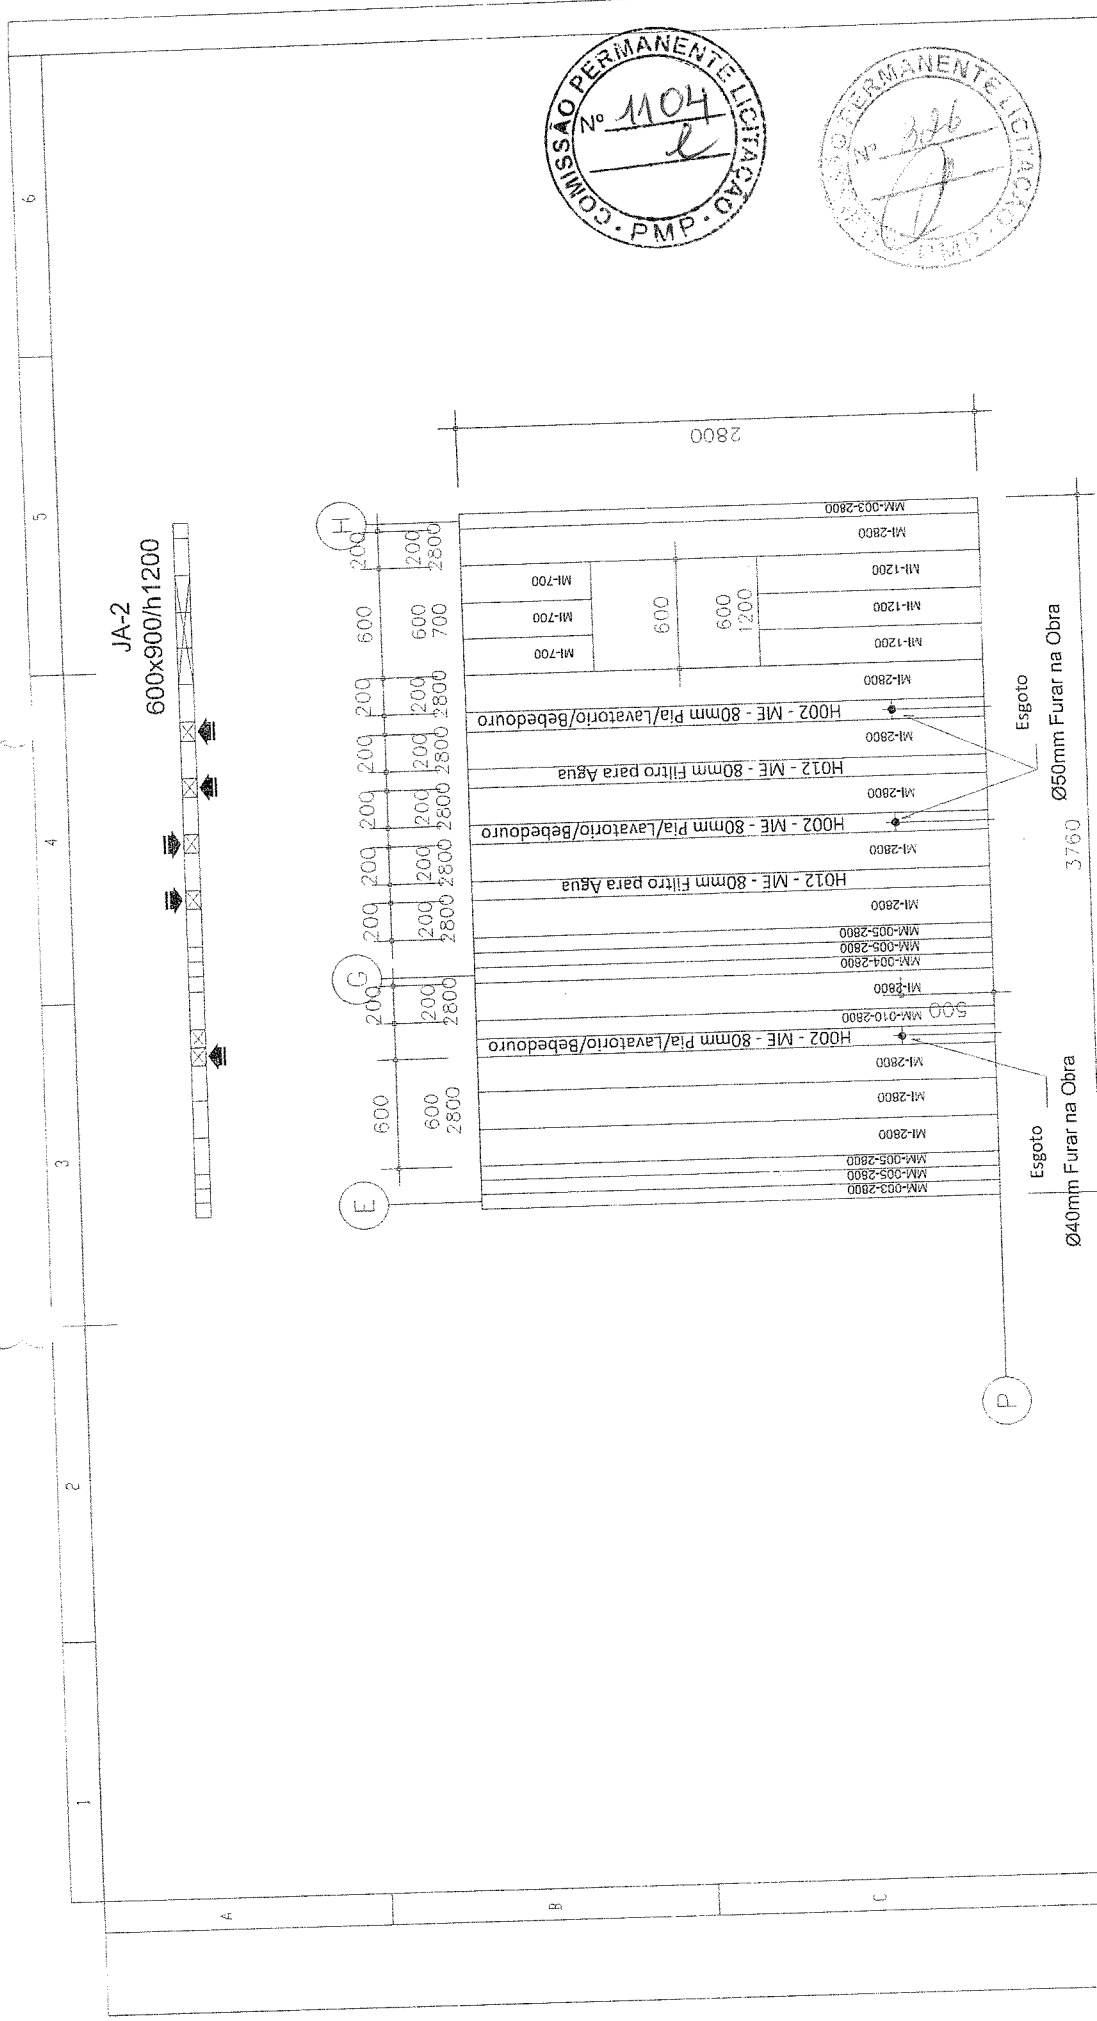 6
5
4
3
2
1
A
B
C
COMISSÃO PERMANENTE LICITAÇÃO · PMP ·
Nº 1104
PERMANENTE LICITAÇÃO
Nº
JA-2
600x900/h1200
H
G
E
P
200
600
200
200
200
200
200
200
600
200
2800
600
700
200
2800
200
2800
200
2800
200
2800
200
2800
200
2800
600
2800
2800
MM-003-2800
MI-2800
MI-700
MI-1200
MI-700
MI-1200
MI-700
MI-1200
600
600
1200
MI-2800
H002 - ME - 80mm Pia/Lavatorio/Bebedouro
MI-2800
H012 - ME - 80mm Filtro para Agua
MI-2800
H002 - ME - 80mm Pia/Lavatorio/Bebedouro
MI-2800
H012 - ME - 80mm Filtro para Agua
MI-2800
MM-005-2800
MM-005-2800
MM-004-2800
MI-2800
MM-010-2800
500
H002 - ME - 80mm Pia/Lavatorio/Bebedouro
MI-2800
MI-2800
MI-2800
MM-005-2800
MM-005-2800
MM-003-2800
Esgoto
Ø50mm Furar na Obra
3760
Esgoto
Ø40mm Furar na Obra